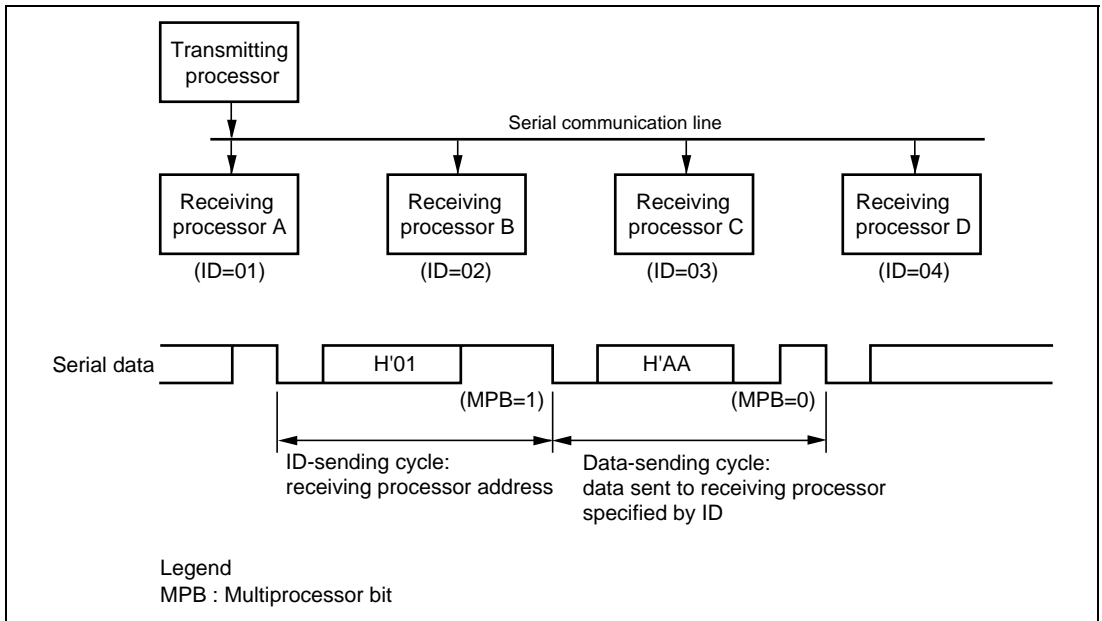 Transmitting
processor
Serial communication line
Receiving
processor A
Receiving
processor B
Receiving
processor C
Receiving
processor D
(ID=01)
(ID=02)
(ID=03)
(ID=04)
Serial data
H'01
H'AA
(MPB=1)
(MPB=0)
ID-sending cycle:
receiving processor address
Data-sending cycle:
data sent to receiving processor
specified by ID
Legend
MPB : Multiprocessor bit